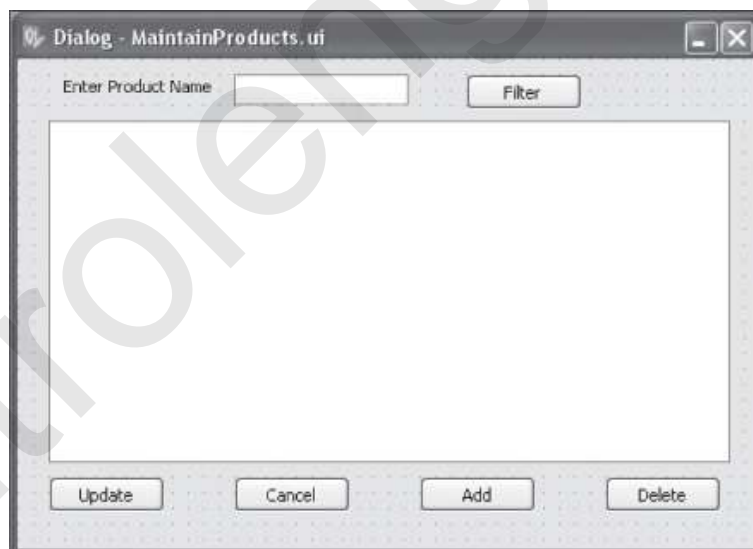 Dialog - MaintainProducts.ui
Enter Product Name
Filter
Update
Cancel
Add
Delete